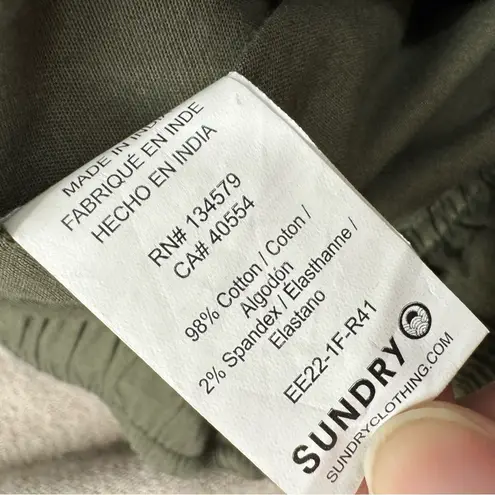 MADE IN INDIA
FABRIQUÉ EN INDE
HECHO EN INDIA
RN# 134579
CA# 40554
98% Cotton / Coton /
Algodón
2% Spandex / Elasthanne /
Elastano
EE22-1F-R41
SUNDRY
SUNDRYCLOTHING.COM